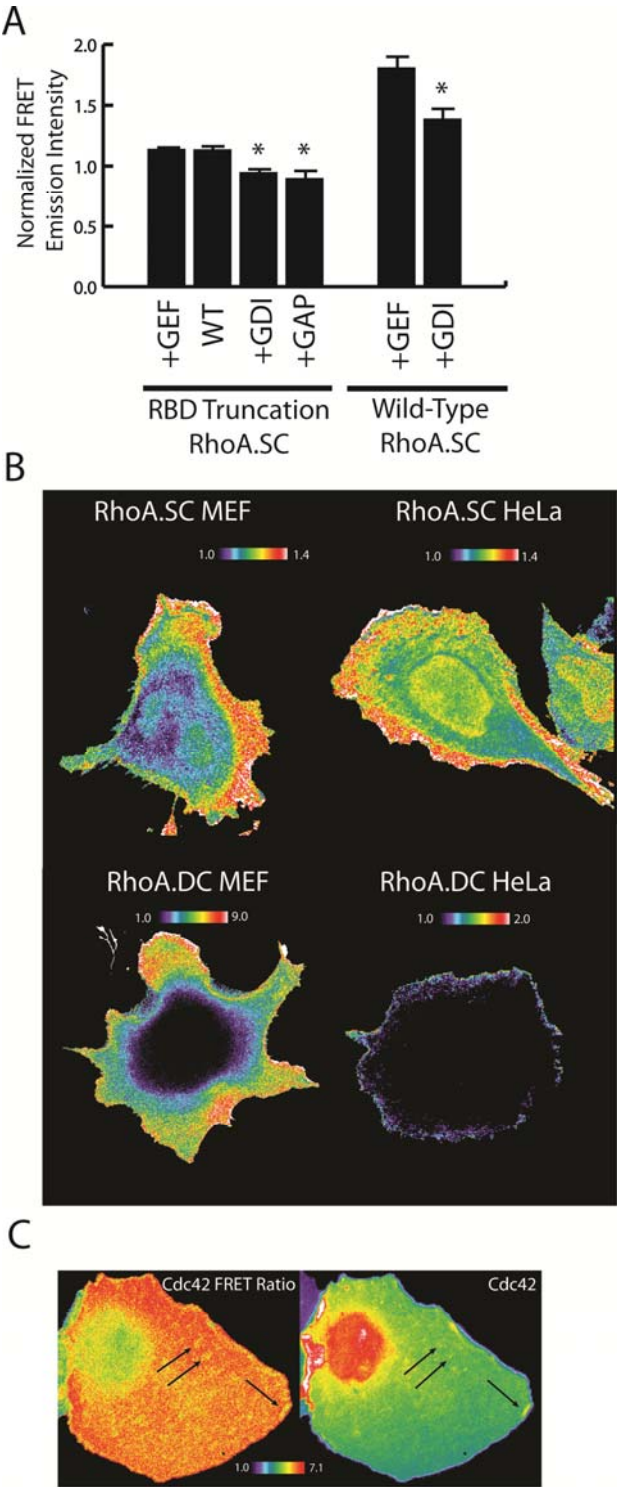 A
Normalized FRET
Emission Intensity
2.0
1.5
1.0
0.5
0.0
* * *
+GEF
WT
+GDI
+GAP
+GEF
+GDI
RBD Truncation
RhoA.SC
Wild-Type
RhoA.SC
B
RhoA.SC MEF
1.0 1.4
RhoA.SC HeLa
1.0 1.4
RhoA.DC MEF
1.0 9.0
RhoA.DC HeLa
1.0 2.0
C
Cdc42 FRET Ratio
Cdc42
1.0 7.1